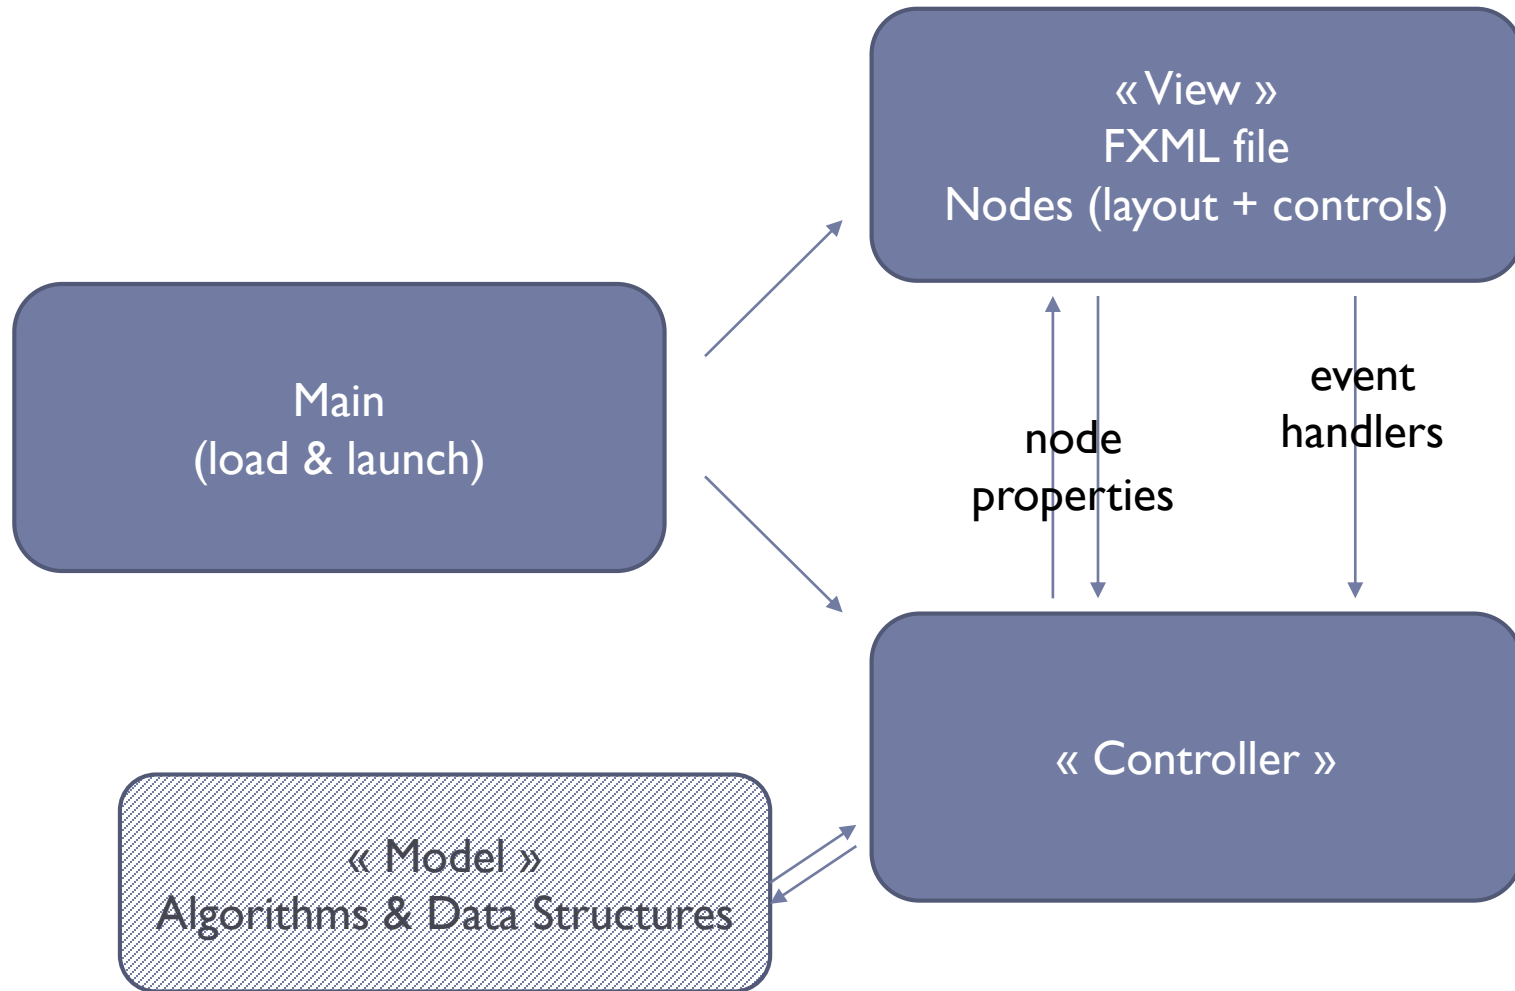 « View »
FXML file
Nodes (layout + controls)
Main
(load & launch)
event
handlers
node
properties
« Controller »
« Model »
Algorithms & Data Structures